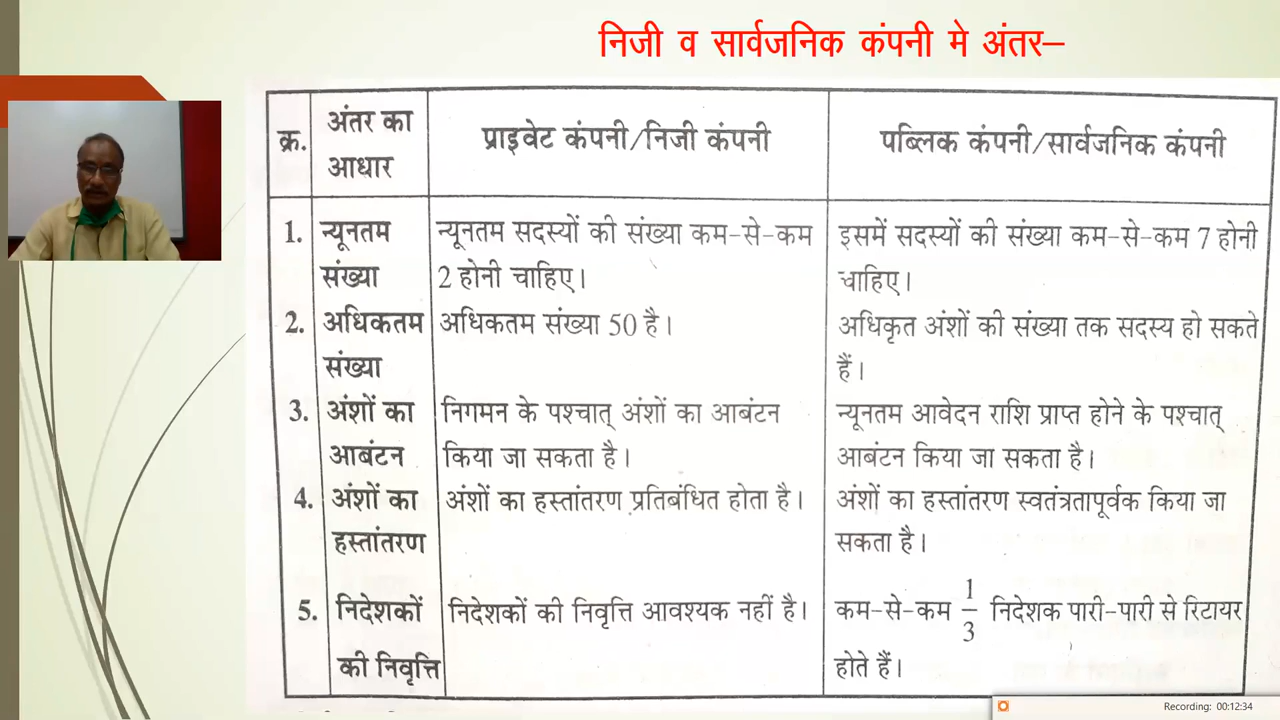 निजी व सार्वजनिक कंपनी मे अंतर–
क्र.
अंतर का
आधार
प्राइवेट कंपनी/निजी कंपनी
पब्लिक कंपनी/सार्वजनिक कंपनी
1.
न्यूनतम
संख्या
न्यूनतम सदस्यों की संख्या कम-से-कम
2 होनी चाहिए।
इसमें सदस्यों की संख्या कम-से-कम 7 होनी
चाहिए।
2.
अधिकतम
संख्या
अधिकतम संख्या 50 है।
अधिकृत अंशों की संख्या तक सदस्य हो सकते
हैं।
3.
अंशों का
आबंटन
निगमन के पश्चात् अंशों का आबंटन
किया जा सकता है।
न्यूनतम आवेदन राशि प्राप्त होने के पश्चात्
आबंटन किया जा सकता है।
4.
अंशों का
हस्तांतरण
अंशों का हस्तांतरण प्रतिबंधित होता है।
अंशों का हस्तांतरण स्वतंत्रतापूर्वक किया जा
सकता है।
5.
निदेशकों
की निवृत्ति
निदेशकों की निवृत्ति आवश्यक नहीं है।
कम-से-कम 1/3 निदेशक पारी-पारी से रिटायर
होते हैं।
Recording: 00:12:34